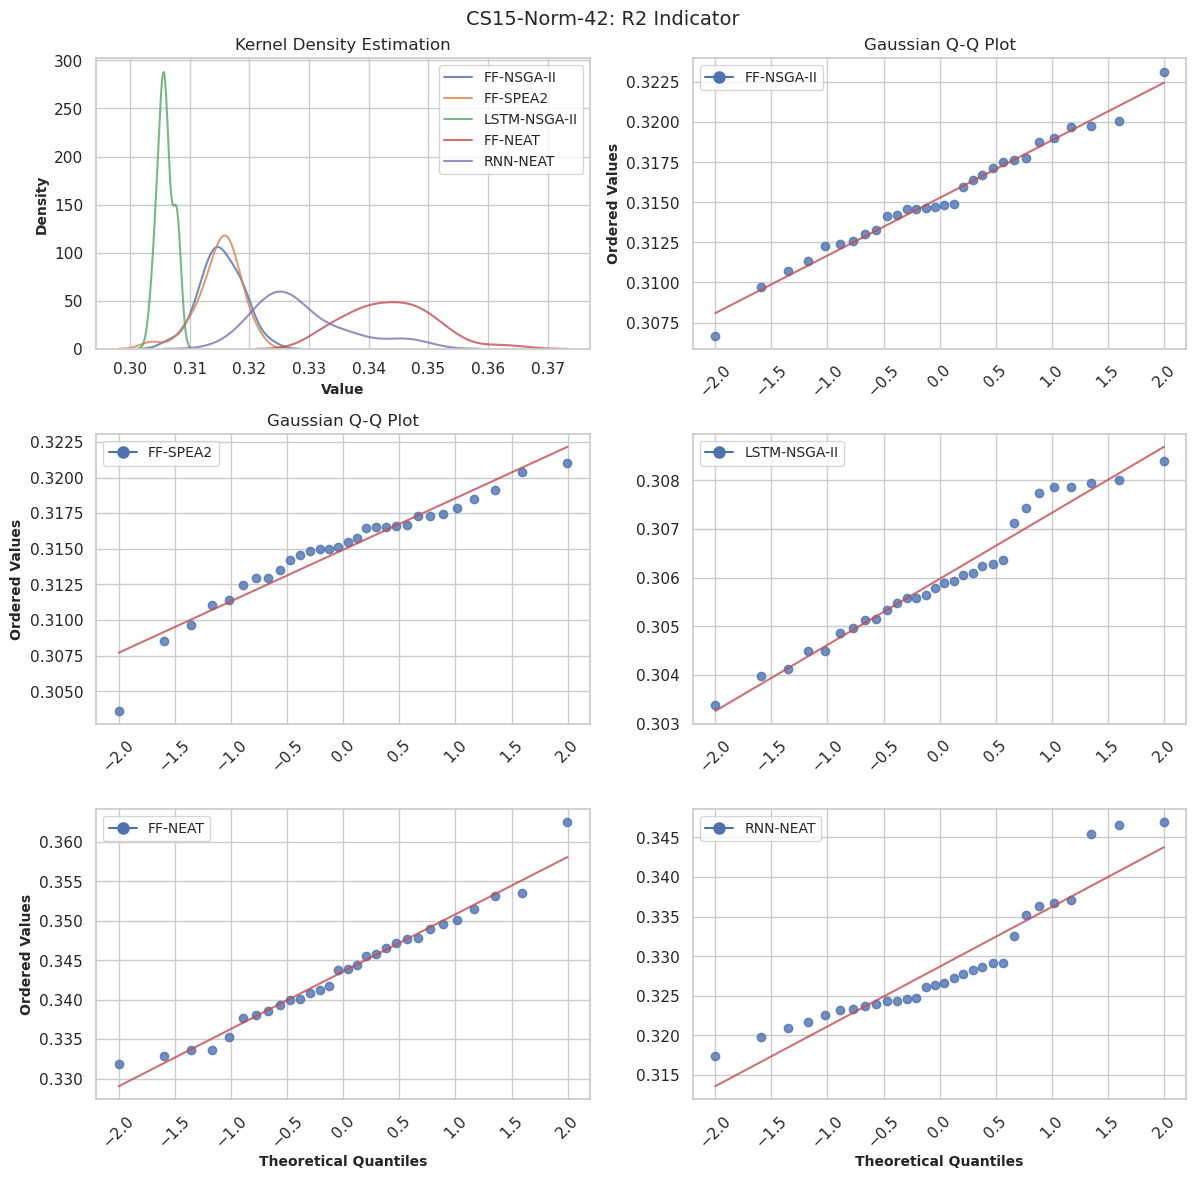 CS15-Norm-42: R2 Indicator
Kernel Density Estimation
300
250
200
150
100
50
0
Density
FF-NSGA-II
FF-SPEA2
LSTM-NSGA-II
FF-NEAT
RNN-NEAT
0.30 0.31 0.32 0.33 0.34 0.35 0.36 0.37
Value
Gaussian Q-Q Plot
FF-NSGA-II
0.3225
0.3200
0.3175
0.3150
0.3125
0.3100
0.3075
Ordered Values
−2.0 −1.5 −1.0 −0.5 0.0 0.5 1.0 1.5 2.0
Gaussian Q-Q Plot
FF-SPEA2
0.3225
0.3200
0.3175
0.3150
0.3125
0.3100
0.3075
0.3050
Ordered Values
−2.0 −1.5 −1.0 −0.5 0.0 0.5 1.0 1.5 2.0
LSTM-NSGA-II
0.308
0.307
0.306
0.305
0.304
0.303
−2.0 −1.5 −1.0 −0.5 0.0 0.5 1.0 1.5 2.0
FF-NEAT
0.360
0.355
0.350
0.345
0.340
0.335
0.330
Ordered Values
−2.0 −1.5 −1.0 −0.5 0.0 0.5 1.0 1.5 2.0
Theoretical Quantiles
RNN-NEAT
0.345
0.340
0.335
0.330
0.325
0.320
0.315
−2.0 −1.5 −1.0 −0.5 0.0 0.5 1.0 1.5 2.0
Theoretical Quantiles